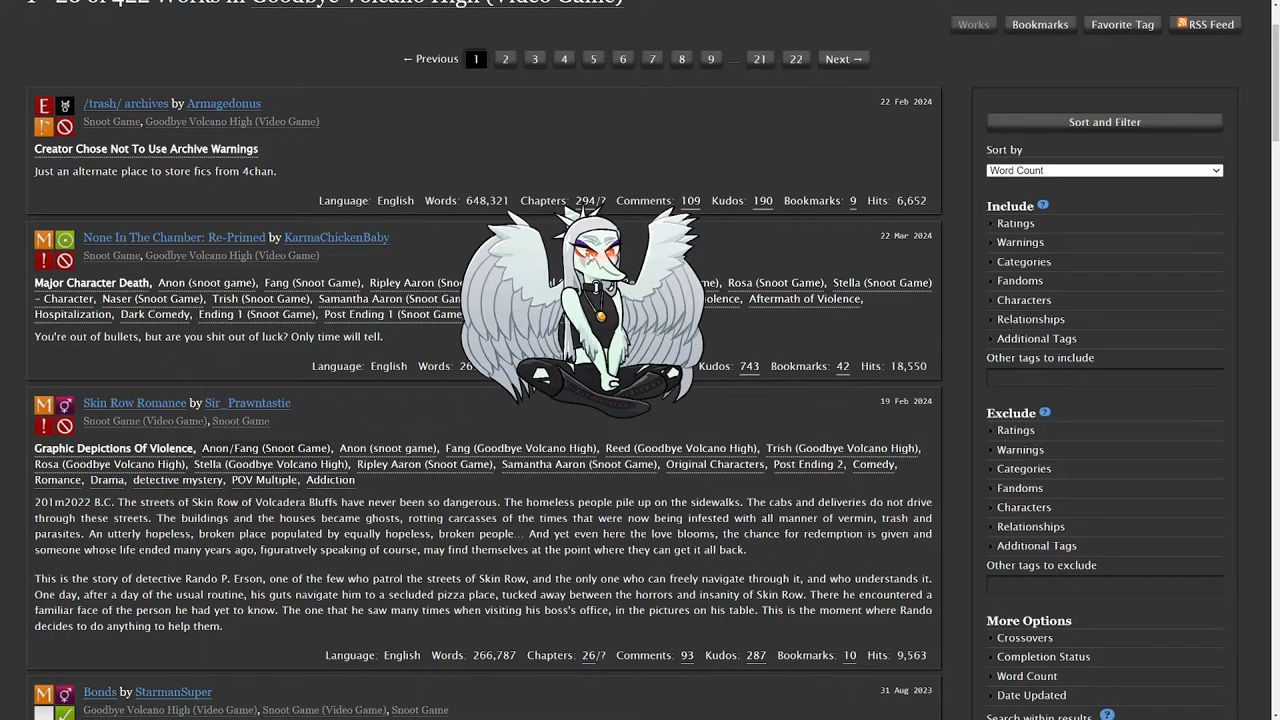 1 - 20 of 422 Works in Goodbye Volcano High (Video Game)
Works Bookmarks Favorite Tag RSS Feed
← Previous 1 2 3 4 5 6 7 8 9 … 21 22 Next →
/trash/ archives by Armagedonus
22 Feb 2024
Snoot Game, Goodbye Volcano High (Video Game)
Creator Chose Not To Use Archive Warnings
Just an alternate place to store fics from 4chan.
Language: English Words: 648,321 Chapters: 294/? Comments: 109 Kudos: 190 Bookmarks: 9 Hits: 6,652
None In The Chamber: Re-Primed by KarmaChickenBaby
22 Mar 2024
Snoot Game, Goodbye Volcano High (Video Game)
Major Character Death, Anon (snoot game), Fang (Snoot Game), Ripley Aaron (Snoot Game), Rosa (Snoot Game), Stella (Snoot Game)
– Character, Naser (Snoot Game), Trish (Snoot Game), Samantha Aaron (Snoot Gam Aftermath of Violence,
Hospitalization, Dark Comedy, Ending 1 (Snoot Game), Post Ending 1 (Snoot Game
You're out of bullets, but are you shit out of luck? Only time will tell.
Language: English Words: 26 Kudos: 743 Bookmarks: 42 Hits: 18,550
Skin Row Romance by Sir_Prawntastic
19 Feb 2024
Snoot Game (Video Game), Snoot Game
Graphic Depictions Of Violence, Anon/Fang (Snoot Game), Anon (snoot game), Fang (Goodbye Volcano High), Reed (Goodbye Volcano High), Trish (Goodbye Volcano High),
Rosa (Goodbye Volcano High), Stella (Goodbye Volcano High), Ripley Aaron (Snoot Game), Samantha Aaron (Snoot Game), Original Characters, Post Ending 2, Comedy,
Romance, Drama, detective mystery, POV Multiple, Addiction
201m2022 B.C. The streets of Skin Row of Volcadera Bluffs have never been so dangerous. The homeless people pile up on the sidewalks. The cabs and deliveries do not drive
through these streets. The buildings and the houses became ghosts, rotting carcasses of the times that were now being infested with all manner of vermin, trash and
parasites. An utterly hopeless, broken place populated by equally hopeless, broken people… And yet even here the love blooms, the chance for redemption is given and
someone whose life ended many years ago, figuratively speaking of course, may find themselves at the point where they can get it all back.
This is the story of detective Rando P. Erson, one of the few who patrol the streets of Skin Row, and the only one who can freely navigate through it, and who understands it.
One day, after a day of the usual routine, his guts navigate him to a secluded pizza place, tucked away between the horrors and insanity of Skin Row. There he encountered a
familiar face of the person he had yet to know. The one that he saw many times when visiting his boss's office, in the pictures on his table. This is the moment where Rando
decides to do anything to help them.
Language: English Words: 266,787 Chapters: 26/? Comments: 93 Kudos: 287 Bookmarks: 10 Hits: 9,563
Bonds by StarmanSuper
31 Aug 2023
Goodbye Volcano High (Video Game), Snoot Game (Video Game), Snoot Game
Sort and Filter
Sort by
Word Count
Include ?
Ratings
Warnings
Categories
Fandoms
Characters
Relationships
Additional Tags
Other tags to include
Exclude ?
Ratings
Warnings
Categories
Fandoms
Characters
Relationships
Additional Tags
Other tags to exclude
More Options
Crossovers
Completion Status
Word Count
Date Updated
Search within results ?